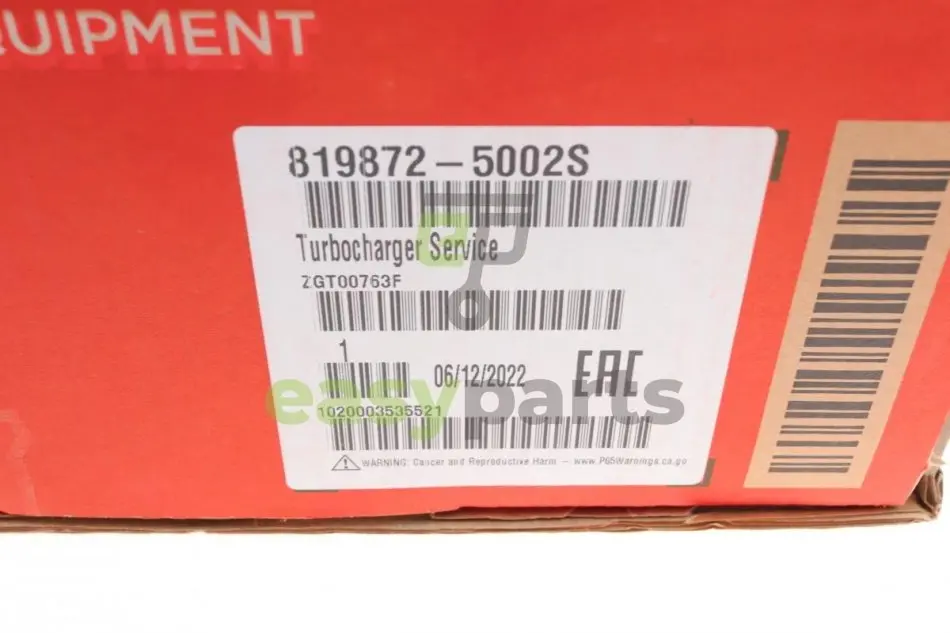 QUIPMENT
819872-5002S
Turbocharger Service
ZGT00763F
1
06/12/2022
EAC
easyparts
1020003535521
WARNING: Cancer and Reproductive Harm - www.P65Warnings.ca.go